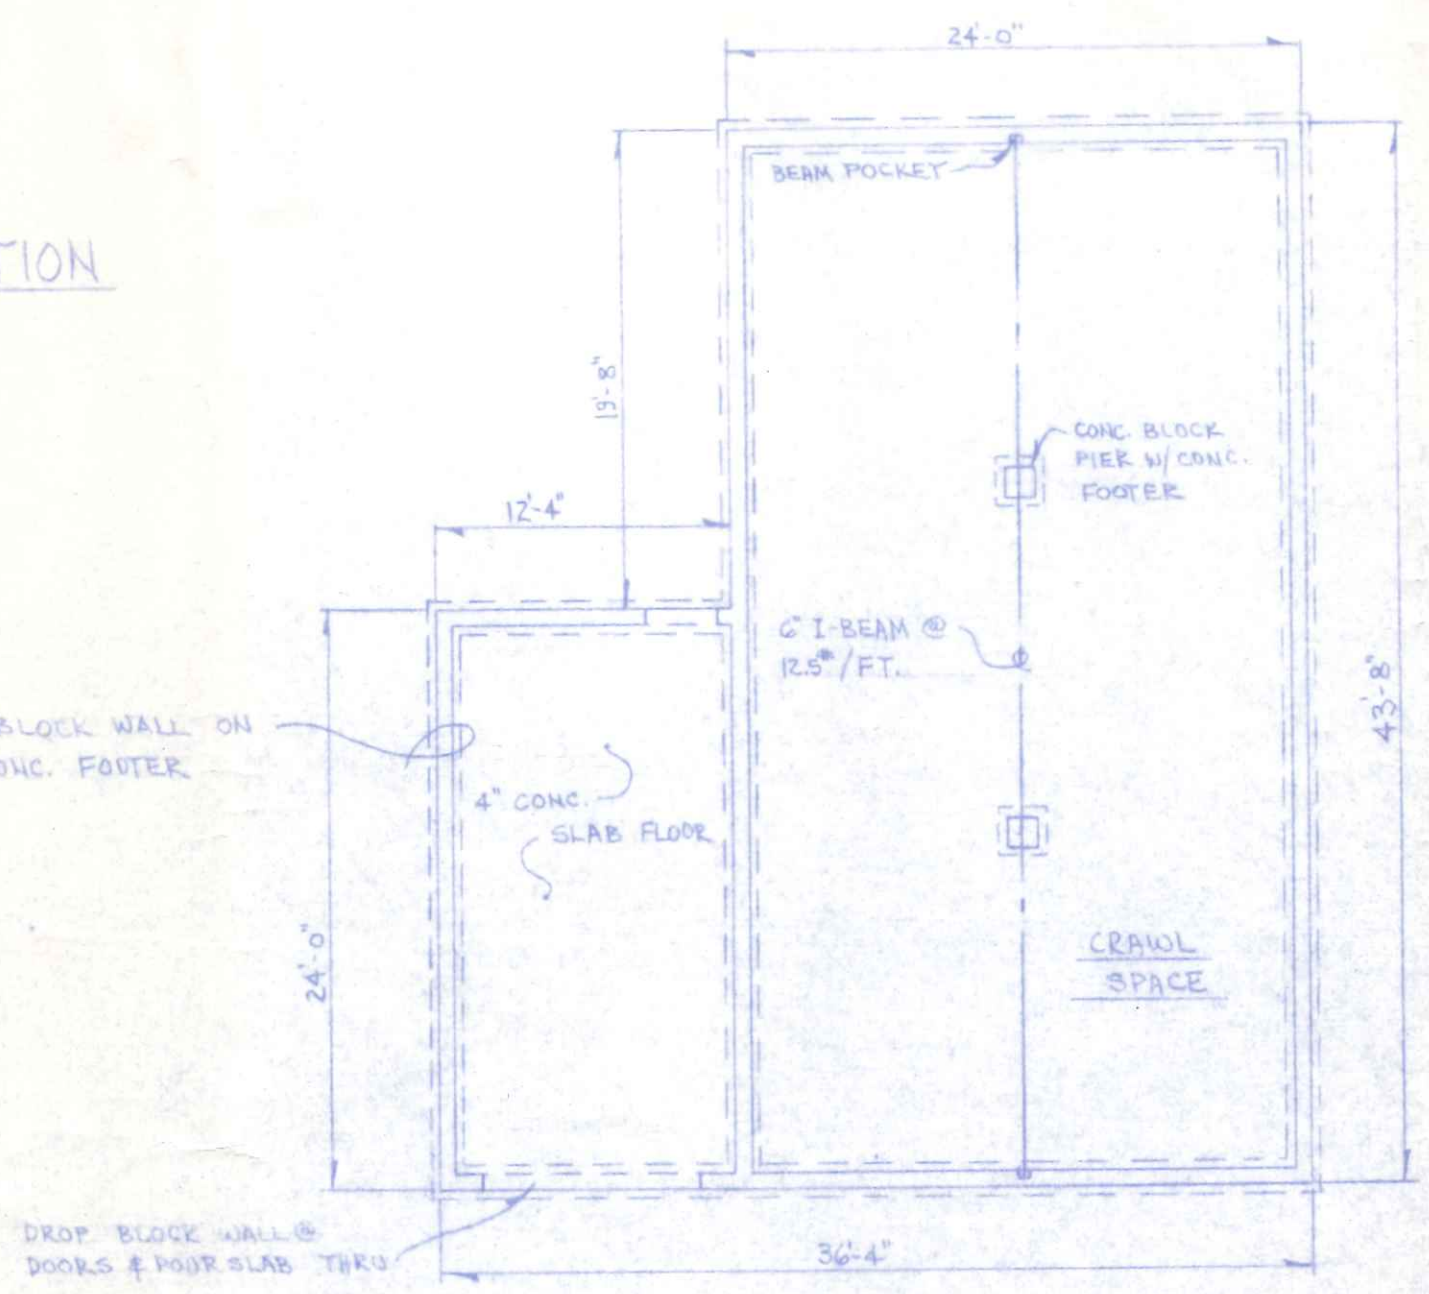 24'-0"
BEAM POCKET
TION
19'-8"
CONC. BLOCK
PIER W/CONC.
FOOTER
12'-4"
6" I-BEAM @
12.5# / FT.
43'-8"
BLOCK WALL ON
ONC. FOOTER
4" CONC.
SLAB FLOOR
CRAWL
SPACE
24'-0"
DROP BLOCK WALL @
DOORS & POUR SLAB THRU
36'-4"